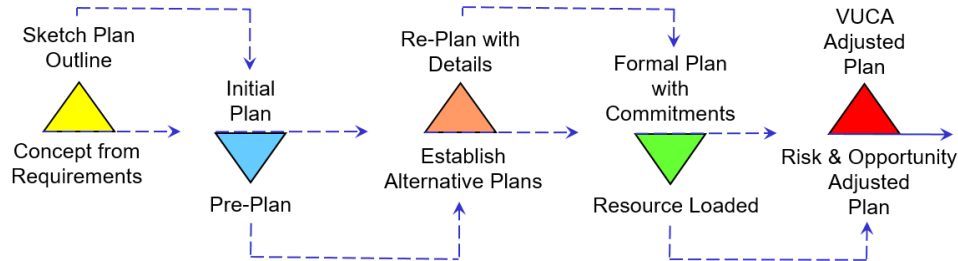 Sketch Plan
Outline
Concept from
Requirements
Initial
Plan
Pre-Plan
Re-Plan with
Details
Establish
Alternative Plans
Formal Plan
with
Commitments
Resource Loaded
VUCA
Adjusted
Plan
Risk & Opportunity
Adjusted
Plan